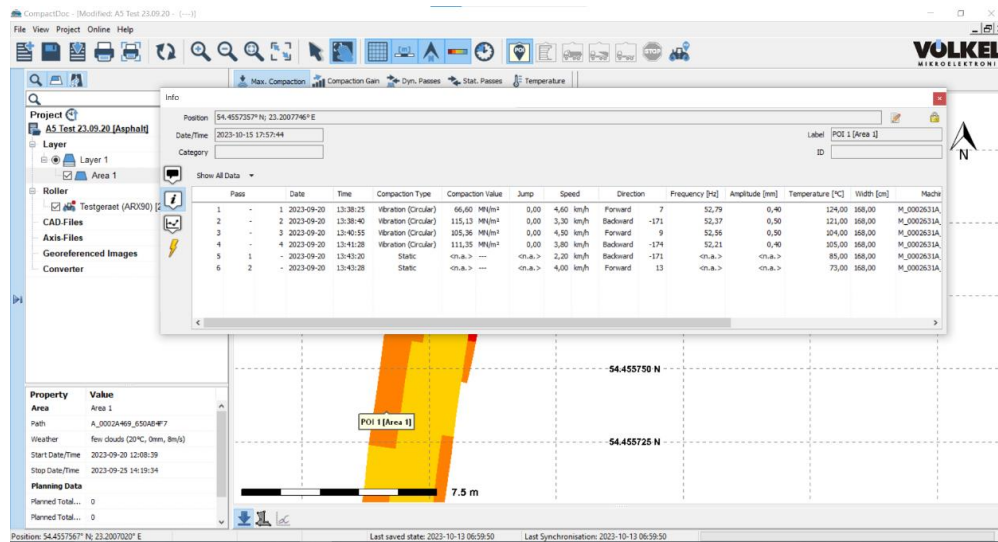 CompactDoc - [Modified: A5 Test 23.09.20 - [---]]
File View Project Online Help
VÖLKEL
MIKROELEKTRONI
Max. Compaction Compaction Gain Dyn. Passes Stat. Passes Temperature
Project
A5 Test 23.09.20 [Asphalt]
Layer
Layer 1
Area 1
Roller
Testgeraet (ARX90) [2
CAD-Files
Axis-Files
Georeferenced Images
Converter
Info
Position 54.4557357° N; 23.2007746° E
Date/Time 2023-10-15 17:57:44 Label POI 1 [Area 1]
Category ID
Show All Data
Pass Date Time Compaction Type Compaction Value Jump Speed Direction Frequency [Hz] Amplitude [mm] Temperature [°C] Width [cm] Machir
1 - 1 2023-09-20 13:38:25 Vibration (Circular) 66,60 MN/m² 0,00 4,60 km/h Forward 7 52,79 0,40 124,00 168,00 M_0002631A_
2 - 2 2023-09-20 13:38:40 Vibration (Circular) 115,13 MN/m² 0,00 3,30 km/h Backward -171 52,37 0,50 121,00 168,00 M_0002631A_
3 - 3 2023-09-20 13:40:55 Vibration (Circular) 105,36 MN/m² 0,00 4,50 km/h Forward 9 52,56 0,50 104,00 168,00 M_0002631A_
4 - 4 2023-09-20 13:41:28 Vibration (Circular) 111,35 MN/m² 0,00 3,80 km/h Backward -174 52,21 0,40 105,00 168,00 M_0002631A_
5 1 - 2023-09-20 13:43:20 Static <n.a.> --- <n.a.> 2,20 km/h Backward -171 <n.a.> <n.a.> 85,00 168,00 M_0002631A_
6 2 - 2023-09-20 13:43:28 Static <n.a.> --- <n.a.> 4,00 km/h Forward 13 <n.a.> <n.a.> 73,00 168,00 M_0002631A_
N
54.455750 N
POI 1 [Area 1]
54.455725 N
7.5 m
Property Value
Area Area 1
Path A_0002A469_650AB4F7
Weather few clouds (20°C, 0mm, 8m/s)
Start Date/Time 2023-09-20 12:08:39
Stop Date/Time 2023-09-25 14:19:34
Planning Data
Planned Total... 0
Planned Total... 0
Position: 54.4557567° N; 23.2007020° E Last saved state: 2023-10-13 06:59:50 Last Synchronisation: 2023-10-13 06:59:50